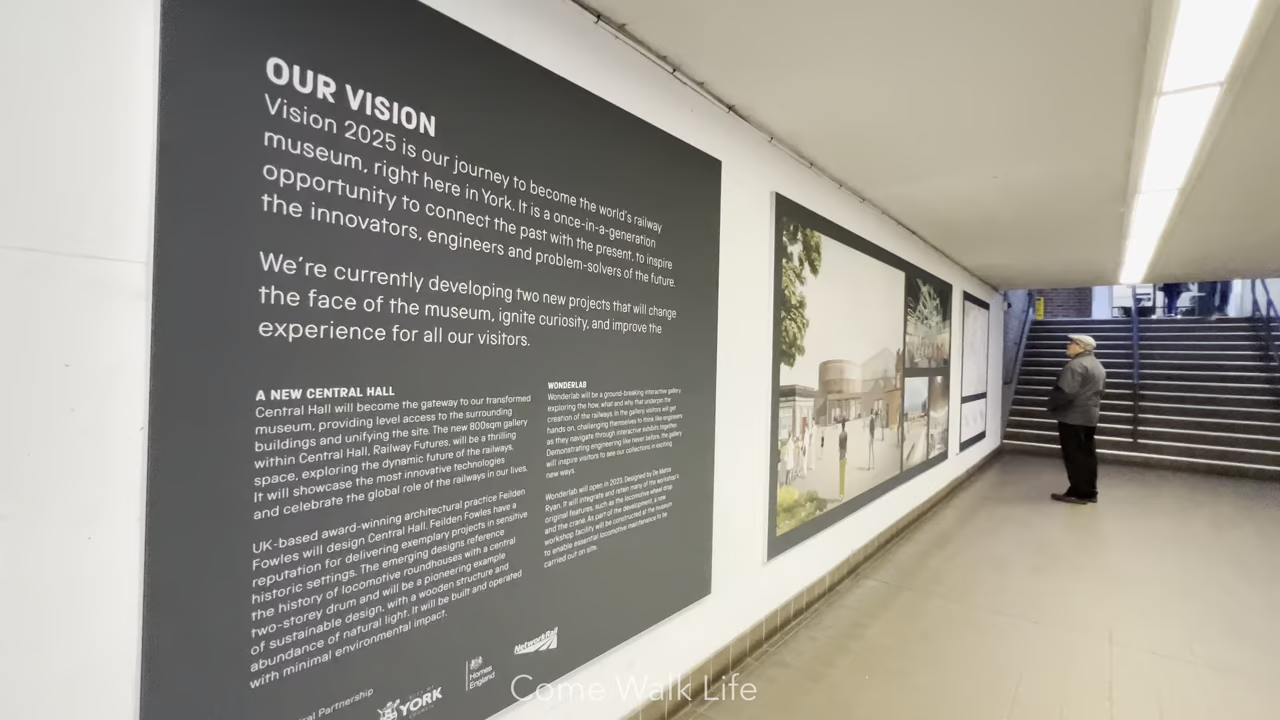 OUR VISION
Vision 2025 is our journey to become the world's railway
museum, right here in York. It is a once-in-a-generation
opportunity to connect the past with the present, to inspire
the innovators, engineers and problem-solvers of the future.
We're currently developing two new projects that will change
the face of the museum, ignite curiosity, and improve the
experience for all our visitors.
A NEW CENTRAL HALL
Central Hall will become the gateway to our transformed
museum, providing level access to the surrounding
buildings and unifying the site. The new 800sqm gallery
within Central Hall, Railway Futures, will be a thrilling
space, exploring the dynamic future of the railways.
It will showcase the most innovative technologies
and celebrate the global role of the railways in our lives.
UK-based award-winning architectural practice Feilden
Fowles will design Central Hall. Feilden Fowles have a
reputation for delivering exemplary projects in sensitive
historic settings. The emerging designs reference
the history of locomotive roundhouses with a central
two-storey drum and will be a pioneering example
of sustainable design, with a wooden structure and
abundance of natural light. It will be built and operated
with minimal environmental impact.
WONDERLAB
Wonderlab will be a ground-breaking interactive gallery
exploring the how, what and why that underpins the
creation of the railways. In the gallery visitors will get
hands on, challenging themselves to think like engineers
as they navigate through interactive exhibits together.
Demonstrating engineering like never before, the gallery
will inspire visitors to see our collections in exciting
new ways.
Wonderlab will open in 2023. Designed by De Matos
Ryan. It will integrate and retain many of the workshop's
original features, such as the locomotive wheel drop
and the crane. As part of the development, a new
workshop facility will be constructed at the museum
to enable essential locomotive maintenance to be
carried out on site.
Partnership
YORK
Homes
England
NetworkRail
Come Walk Life